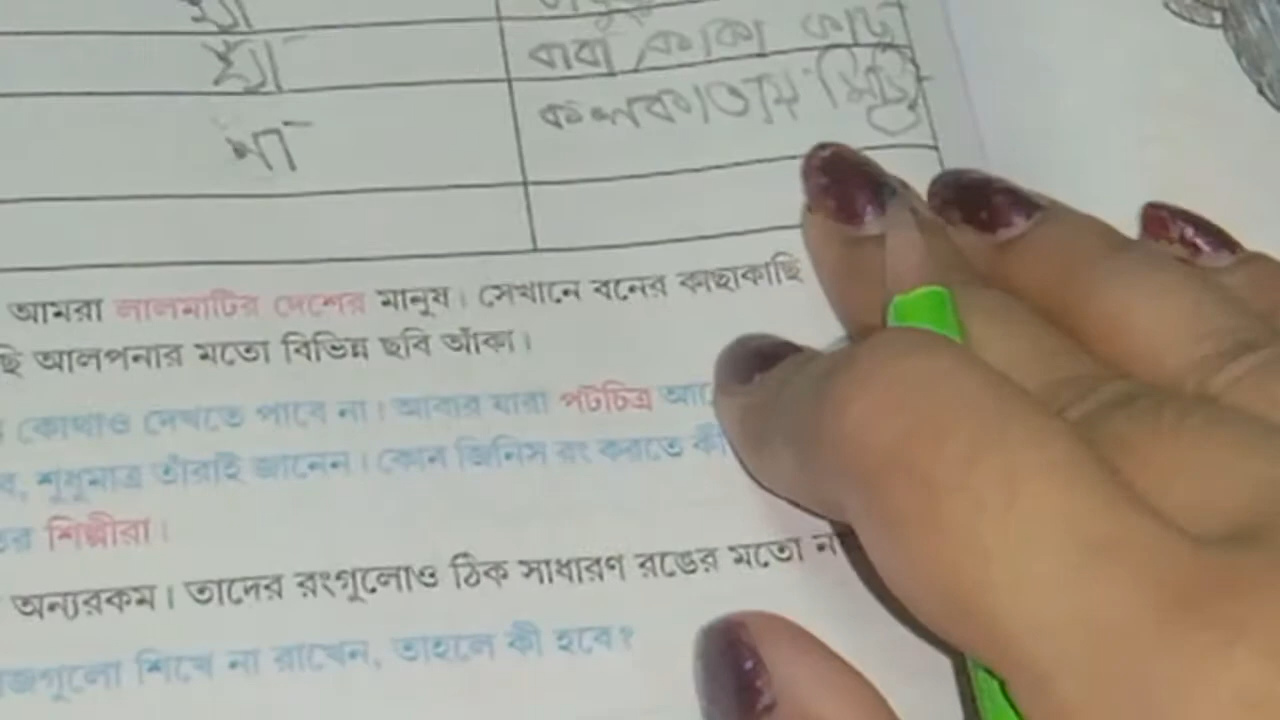 হ্যাঁ
হ্যাঁ বাবা কাকা
না কলকাতায়
আমরা লালমাটির দেশের মানুষ। সেখানে বনের কাছাকাছি
ছি আলপনার মতো বিভিন্ন ছবি আঁকা।
কোথাও দেখতে পাবে না। আবার যারা পটচিত্র
শুধুমাত্র তাঁরাই জানেন। কোন জিনিস রং করতে কী
শিল্পীরা।
অন্যরকম। তাদের রংগুলোও ঠিক সাধারণ রঙের মতো ন
জগুলো শিখে না রাখেন, তাহলে কী হবে?